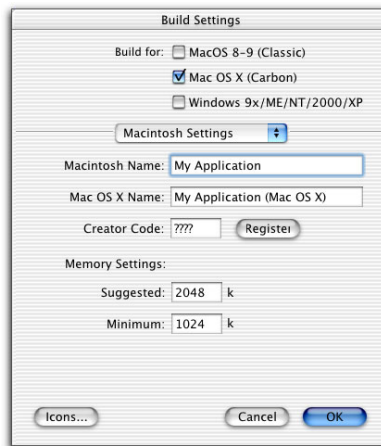 Build Settings
Build for: MacOS 8-9 (Classic)
Mac OS X (Carbon)
Windows 9x/ME/NT/2000/XP
Macintosh Settings
Macintosh Name: My Application
Mac OS X Name: My Application (Mac OS X)
Creator Code: ???? Register
Memory Settings:
Suggested: 2048 k
Minimum: 1024 k
Icons... Cancel OK